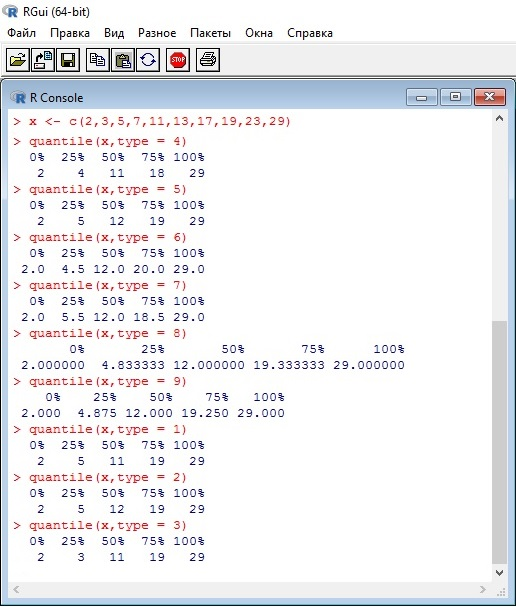 RGui (64-bit)
Файл Правка Вид Разное Пакеты Окна Справка
STOP
R Console
> x <- c(2,3,5,7,11,13,17,19,23,29)
> quantile(x,type = 4)
  0%  25%  50%  75% 100%
   2    4   11   18   29
> quantile(x,type = 5)
  0%  25%  50%  75% 100%
   2    5   12   19   29
> quantile(x,type = 6)
  0%  25%  50%  75% 100%
 2.0  4.5 12.0 20.0 29.0
> quantile(x,type = 7)
  0%  25%  50%  75% 100%
 2.0  5.5 12.0 18.5 29.0
> quantile(x,type = 8)
       0%       25%       50%       75%      100%
 2.000000  4.833333 12.000000 19.333333 29.000000
> quantile(x,type = 9)
    0%    25%    50%    75%   100%
 2.000  4.875 12.000 19.250 29.000
> quantile(x,type = 1)
  0%  25%  50%  75% 100%
   2    5   11   19   29
> quantile(x,type = 2)
  0%  25%  50%  75% 100%
   2    5   12   19   29
> quantile(x,type = 3)
  0%  25%  50%  75% 100%
   2    3   11   19   29